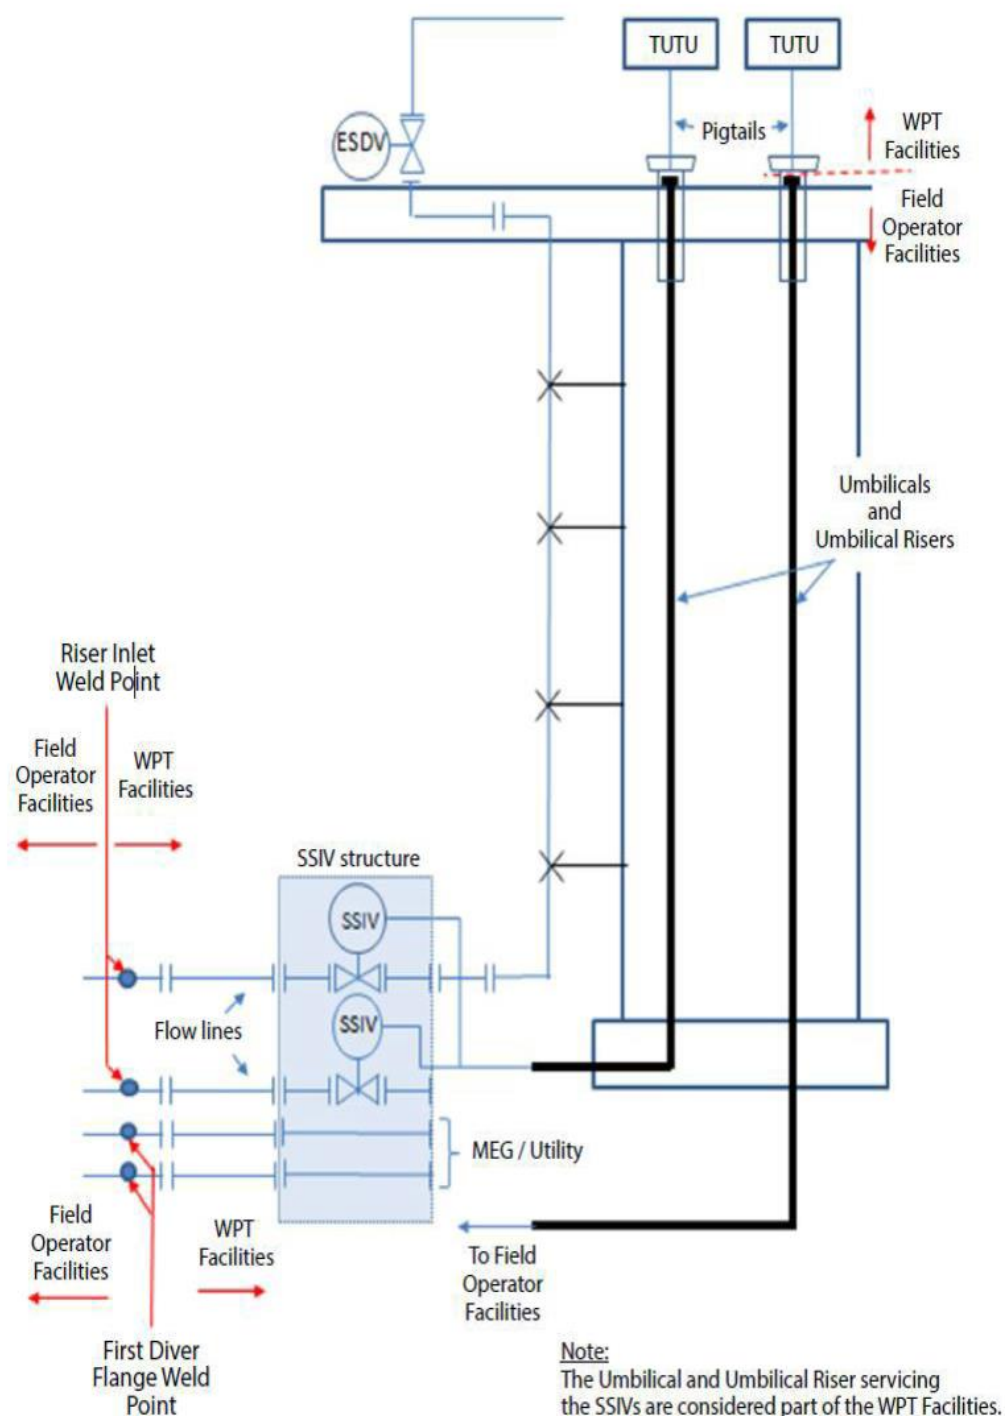 TUTU
TUTU
ESDV
Pigtails
WPT
Facilities
Field
Operator
Facilities
Umbilicals
and
Umbilical Risers
Riser Inlet
Weld Point
Field
Operator
Facilities
WPT
Facilities
SSIV structure
SSIV
Flow lines
SSIV
MEG / Utility
Field
Operator
Facilities
WPT
Facilities
To Field
Operator
Facilities
First Diver
Flange Weld
Point
Note:
The Umbilical and Umbilical Riser servicing
the SSIVs are considered part of the WPT Facilities.